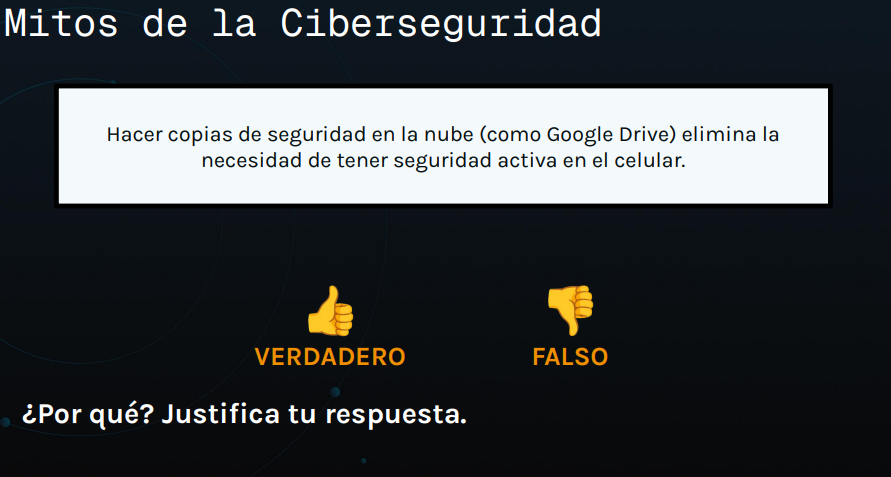 Mitos de la Ciberseguridad
Hacer copias de seguridad en la nube (como Google Drive) elimina la
necesidad de tener seguridad activa en el celular.
VERDADERO
FALSO
¿Por qué? Justifica tu respuesta.